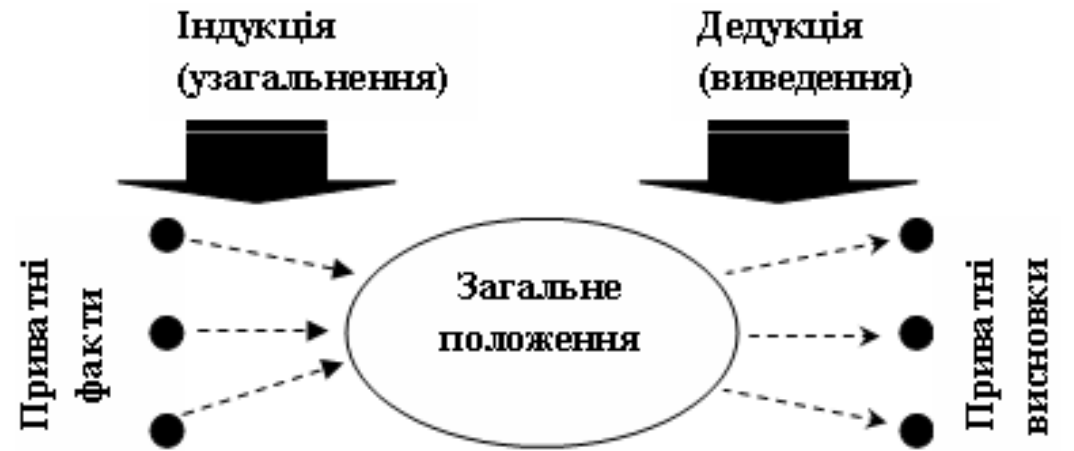 Індукція
(узагальнення)
Дедукція
(виведення)
Приватні
факти
Загальне
положення
Приватні
висновки